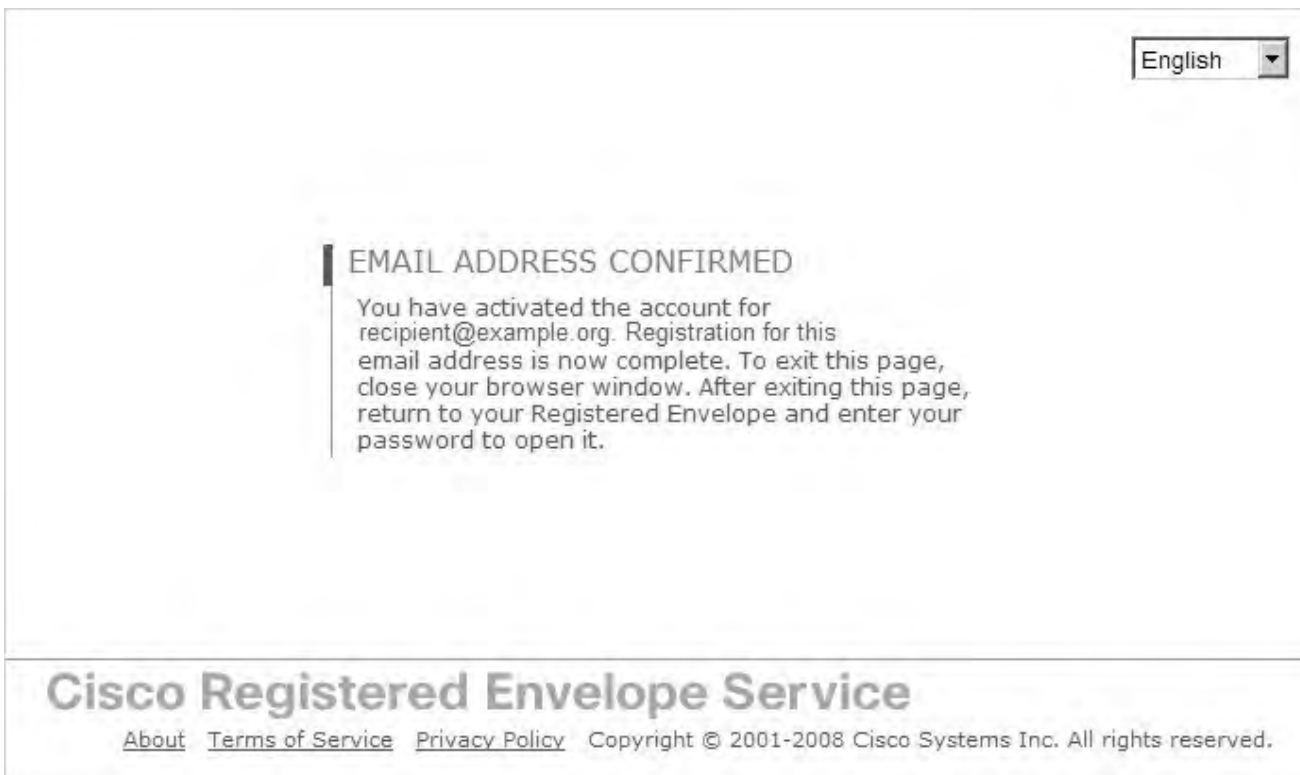 English
EMAIL ADDRESS CONFIRMED
You have activated the account for
recipient@example.org. Registration for this
email address is now complete. To exit this page,
close your browser window. After exiting this page,
return to your Registered Envelope and enter your
password to open it.
Cisco Registered Envelope Service
About Terms of Service Privacy Policy Copyright © 2001-2008 Cisco Systems Inc. All rights reserved.